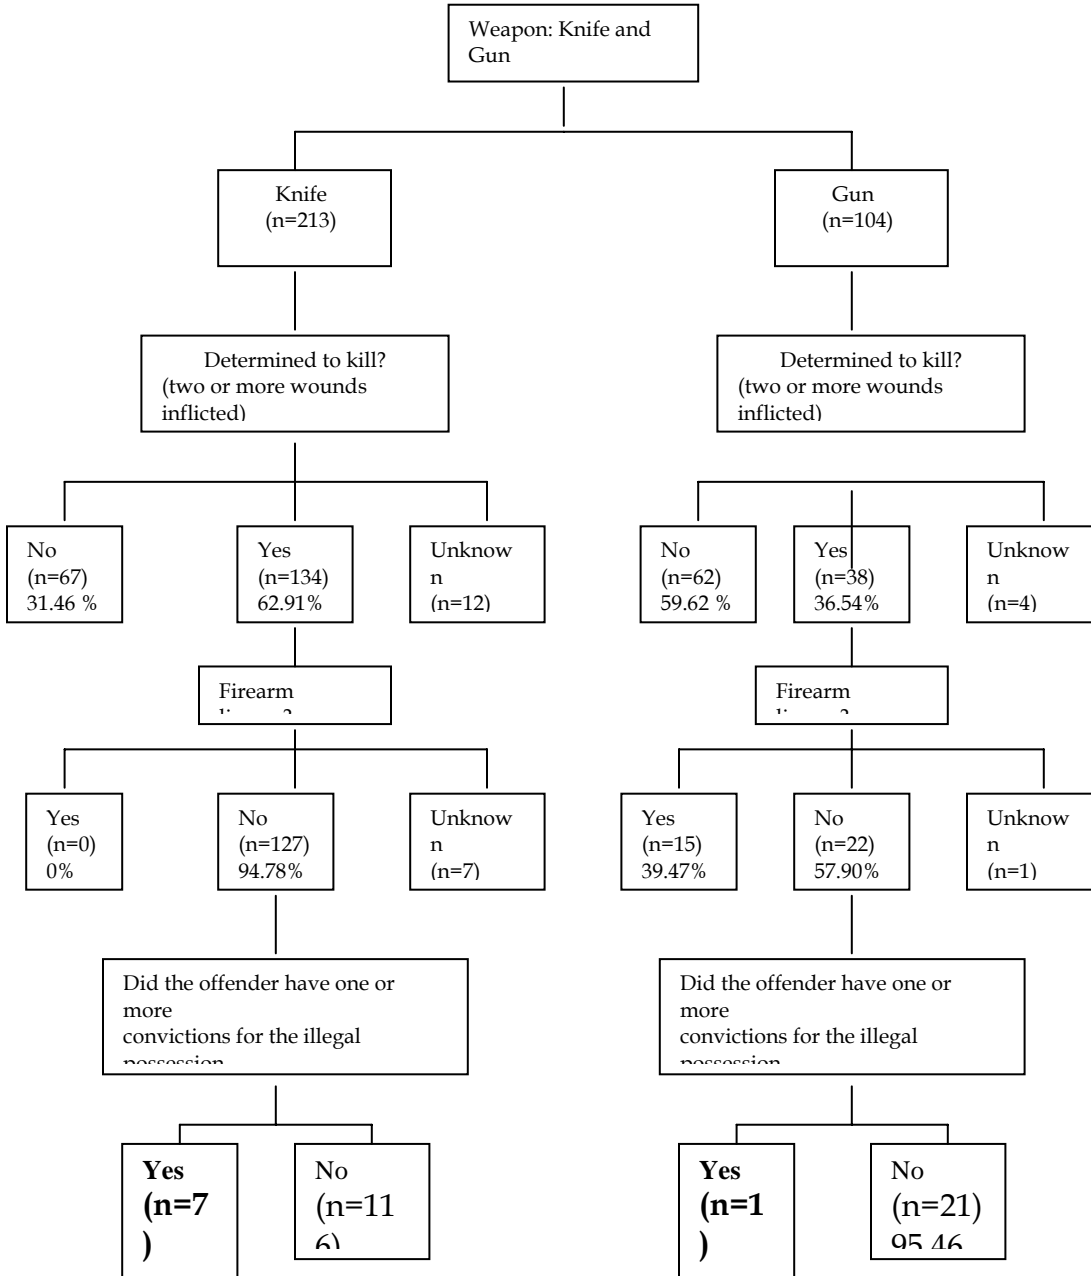 Weapon: Knife and
Gun
Knife
(n=213)
Gun
(n=104)
Determined to kill?
(two or more wounds
inflicted)
Determined to kill?
(two or more wounds
inflicted)
No
(n=67)
31.46 %
Yes
(n=134)
62.91%
Unknow
n
(n=12)
No
(n=62)
59.62 %
Yes
(n=38)
36.54%
Unknow
n
(n=4)
Firearm
Firearm
Yes
(n=0)
0%
No
(n=127)
94.78%
Unknow
n
(n=7)
Yes
(n=15)
39.47%
No
(n=22)
57.90%
Unknow
n
(n=1)
Did the offender have one or
more
convictions for the illegal
possession
Did the offender have one or
more
convictions for the illegal
possession
Yes
(n=7
)
No
(n=11
6)
Yes
(n=1
)
No
(n=21)
95.46